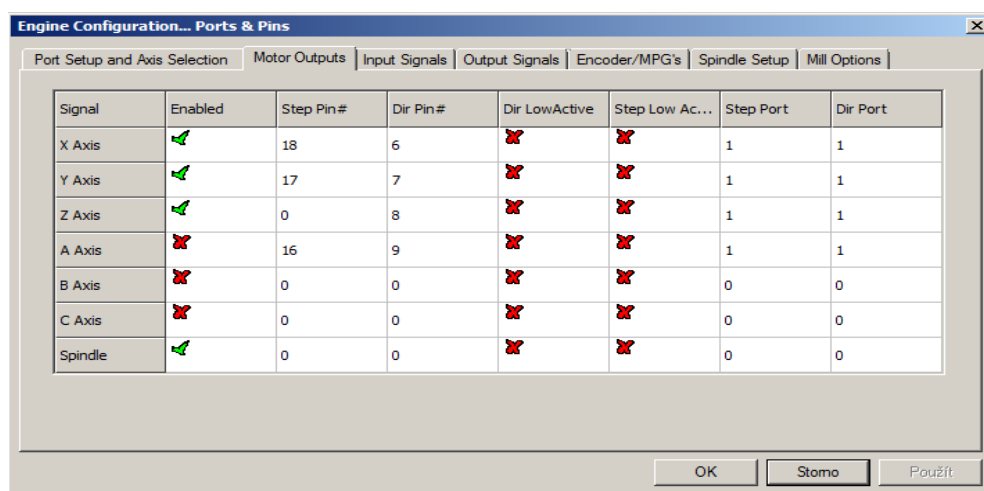 Engine Configuration... Ports & Pins
Port Setup and Axis Selection Motor Outputs Input Signals Output Signals Encoder/MPG's Spindle Setup Mill Options
Signal Enabled Step Pin# Dir Pin# Dir LowActive Step Low Ac... Step Port Dir Port
X Axis 18 6 1 1
Y Axis 17 7 1 1
Z Axis 0 8 1 1
A Axis 16 9 1 1
B Axis 0 0 0 0
C Axis 0 0 0 0
Spindle 0 0 0 0
OK Storno Použít